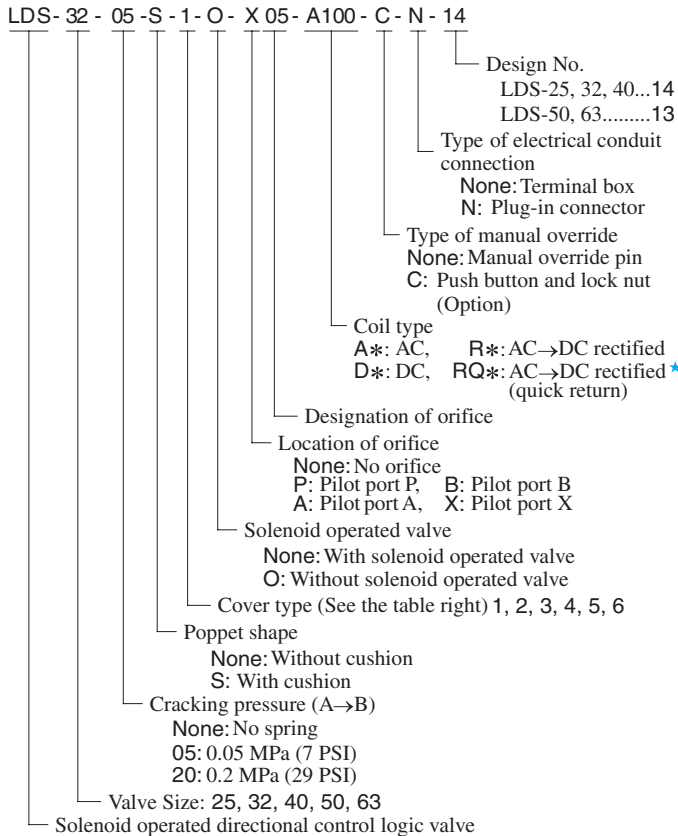 LDS - 32 - 05 - S - 1 - O - X 05 - A100 - C - N - 14
Design No.
LDS-25, 32, 40...14
LDS-50, 63.........13
Type of electrical conduit
connection
None: Terminal box
N: Plug-in connector
Type of manual override
None: Manual override pin
C: Push button and lock nut
(Option)
Coil type
A*: AC, R*: AC→DC rectified
D*: DC, RQ*: AC→DC rectified ★
(quick return)
Designation of orifice
Location of orifice
None: No orifice
P: Pilot port P, B: Pilot port B
A: Pilot port A, X: Pilot port X
Solenoid operated valve
None: With solenoid operated valve
O: Without solenoid operated valve
Cover type (See the table right) 1, 2, 3, 4, 5, 6
Poppet shape
None: Without cushion
S: With cushion
Cracking pressure (A→B)
None: No spring
05: 0.05 MPa (7 PSI)
20: 0.2 MPa (29 PSI)
Valve Size: 25, 32, 40, 50, 63
Solenoid operated directional control logic valve